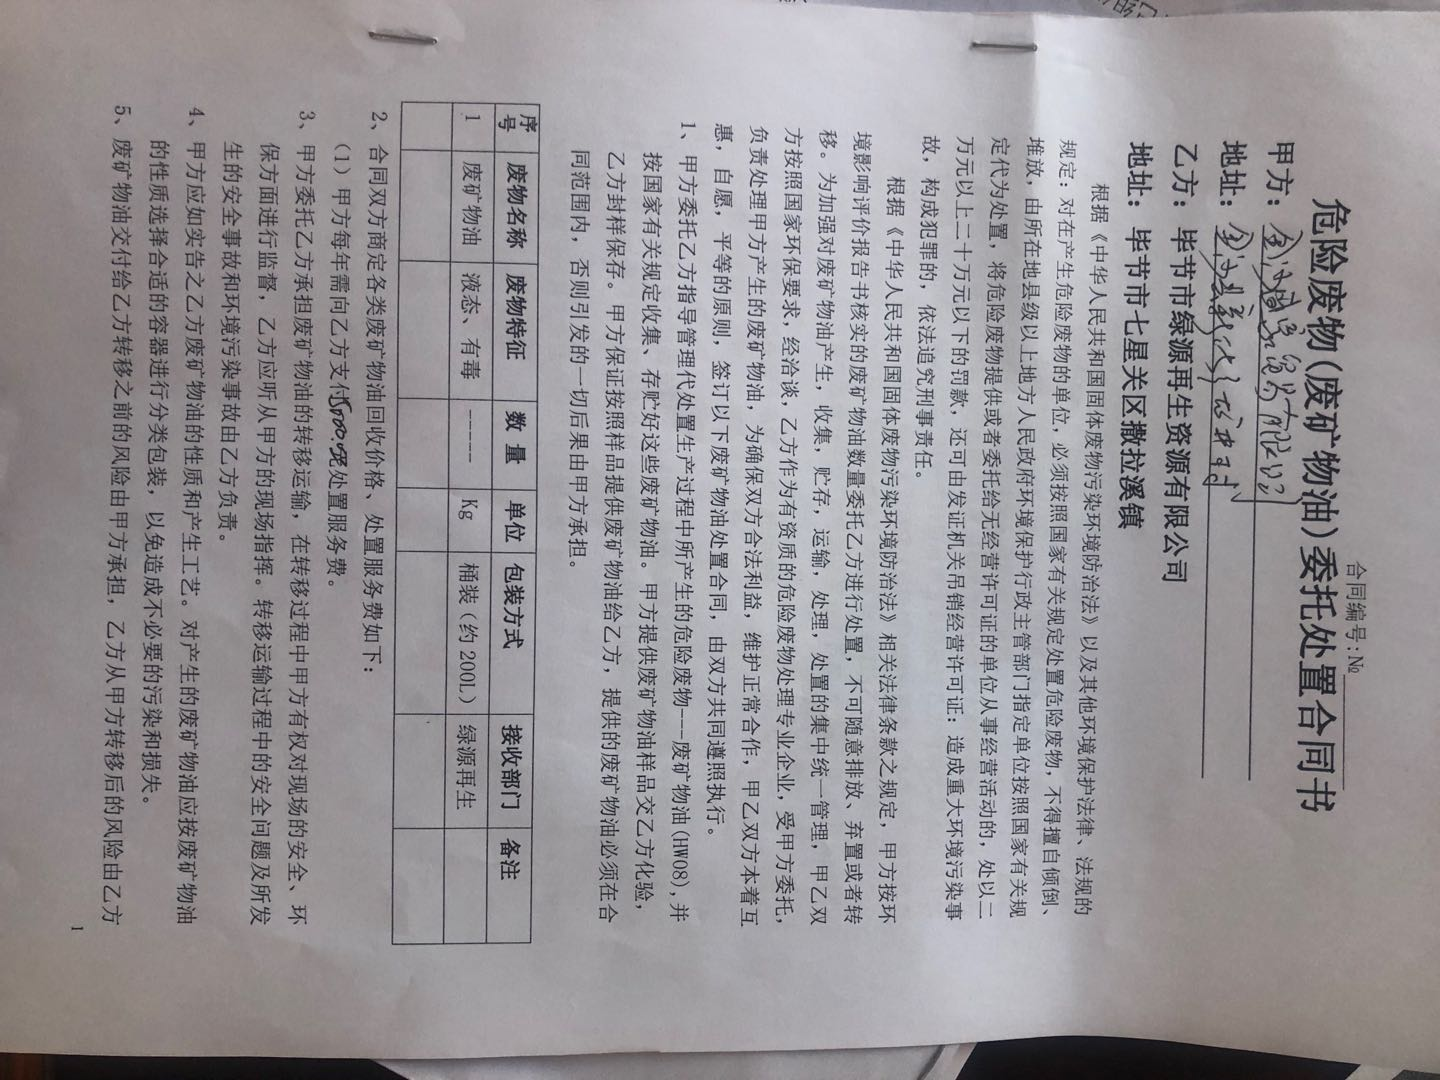 合同编号：№
危险废物(废矿物油)委托处置合同书
甲方：
地址：
乙方：毕节市绿源再生资源有限公司
地址：毕节市七星关区撒拉溪镇
根据《中华人民共和国固体废物污染环境防治法》以及其他环境保护法律、法规的
规定：对在产生危险废物的单位，必须按照国家有关规定处置危险废物，不得擅自倾倒、
堆放，由所在地县级以上地方人民政府环境保护行政主管部门指定单位按照国家有关规
定代为处置，将危险废物提供或者委托给无经营许可证的单位从事经营活动的，处以二
万元以上二十万元以下的罚款，还可由发证机关吊销经营许可证：造成重大环境污染事
故，构成犯罪的，依法追究刑事责任。
根据《中华人民共和国固体废物污染环境防治法》相关法律条款之规定，甲方按环
境影响评价报告书核实的废矿物油数量委托乙方进行处置，不可随意排放、弃置或者转
移。为加强对废矿物油产生，收集，贮存，运输，处理，处置的集中统一管理，甲乙双
方按照国家环保要求，经洽谈，乙方作为有资质的危险废物处理专业企业，受甲方委托，
负责处理甲方产生的废矿物油，为确保双方合法利益，维护正常合作，甲乙双方本着互
惠，自愿，平等的原则，签订以下废矿物油处置合同，由双方共同遵照执行。
1、甲方委托乙方指导管理代处置生产过程中所产生的危险废物---废矿物油(HW08)，并
按国家有关规定收集、存贮好这些废矿物油。甲方提供废矿物油样品交乙方化验，
乙方封样保存。甲方保证按照样品提供废矿物油给乙方，提供的废矿物油必须在合
同范围内，否则引发的一切后果由甲方承担。
序号 废物名称 废物特征 数量 单位 包装方式 接收部门 备注
1 废矿物油 液态、有毒 ----- Kg 桶装(约200L) 绿源再生
2、合同双方商定各类废矿物油回收价格、处置服务费如下：
(1) 甲方每年需向乙方支付 处置服务费。
3、甲方委托乙方承担废矿物油的转移运输，在转移过程中甲方有权对现场的安全、环
保方面进行监督，乙方应听从甲方的现场指挥。转移运输过程中的安全问题及所发
生的安全事故和环境污染事故由乙方负责。
4、甲方应如实告之乙方废矿物油的性质和产生工艺。对产生的废矿物油应按废矿物油
的性质选择合适的容器进行分类包装，以免造成不必要的污染和损失。
5、废矿物油交付给乙方转移之前的风险由甲方承担，乙方从甲方转移后的风险由乙方
1